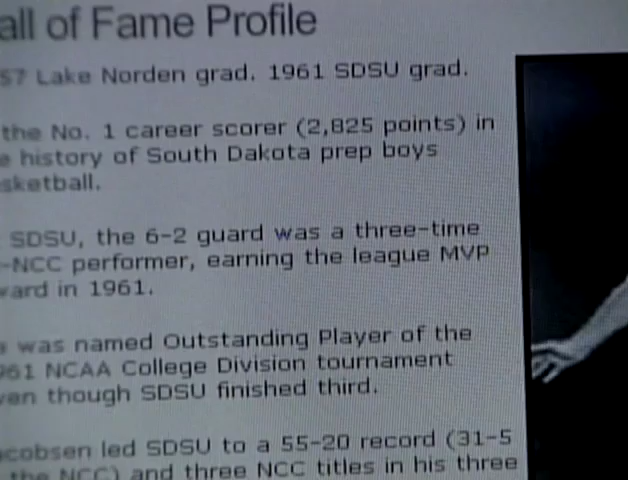 all of Fame Profile
57 Lake Norden grad. 1961 SDSU grad.
the No. 1 career scorer (2,825 points) in
e history of South Dakota prep boys
sketball.
SDSU, the 6-2 guard was a three-time
-NCC performer, earning the league MVP
ward in 1961.
e was named Outstanding Player of the
961 NCAA College Division tournament
ven though SDSU finished third.
acobsen led SDSU to a 55-20 record (31-5
the NCC) and three NCC titles in his three